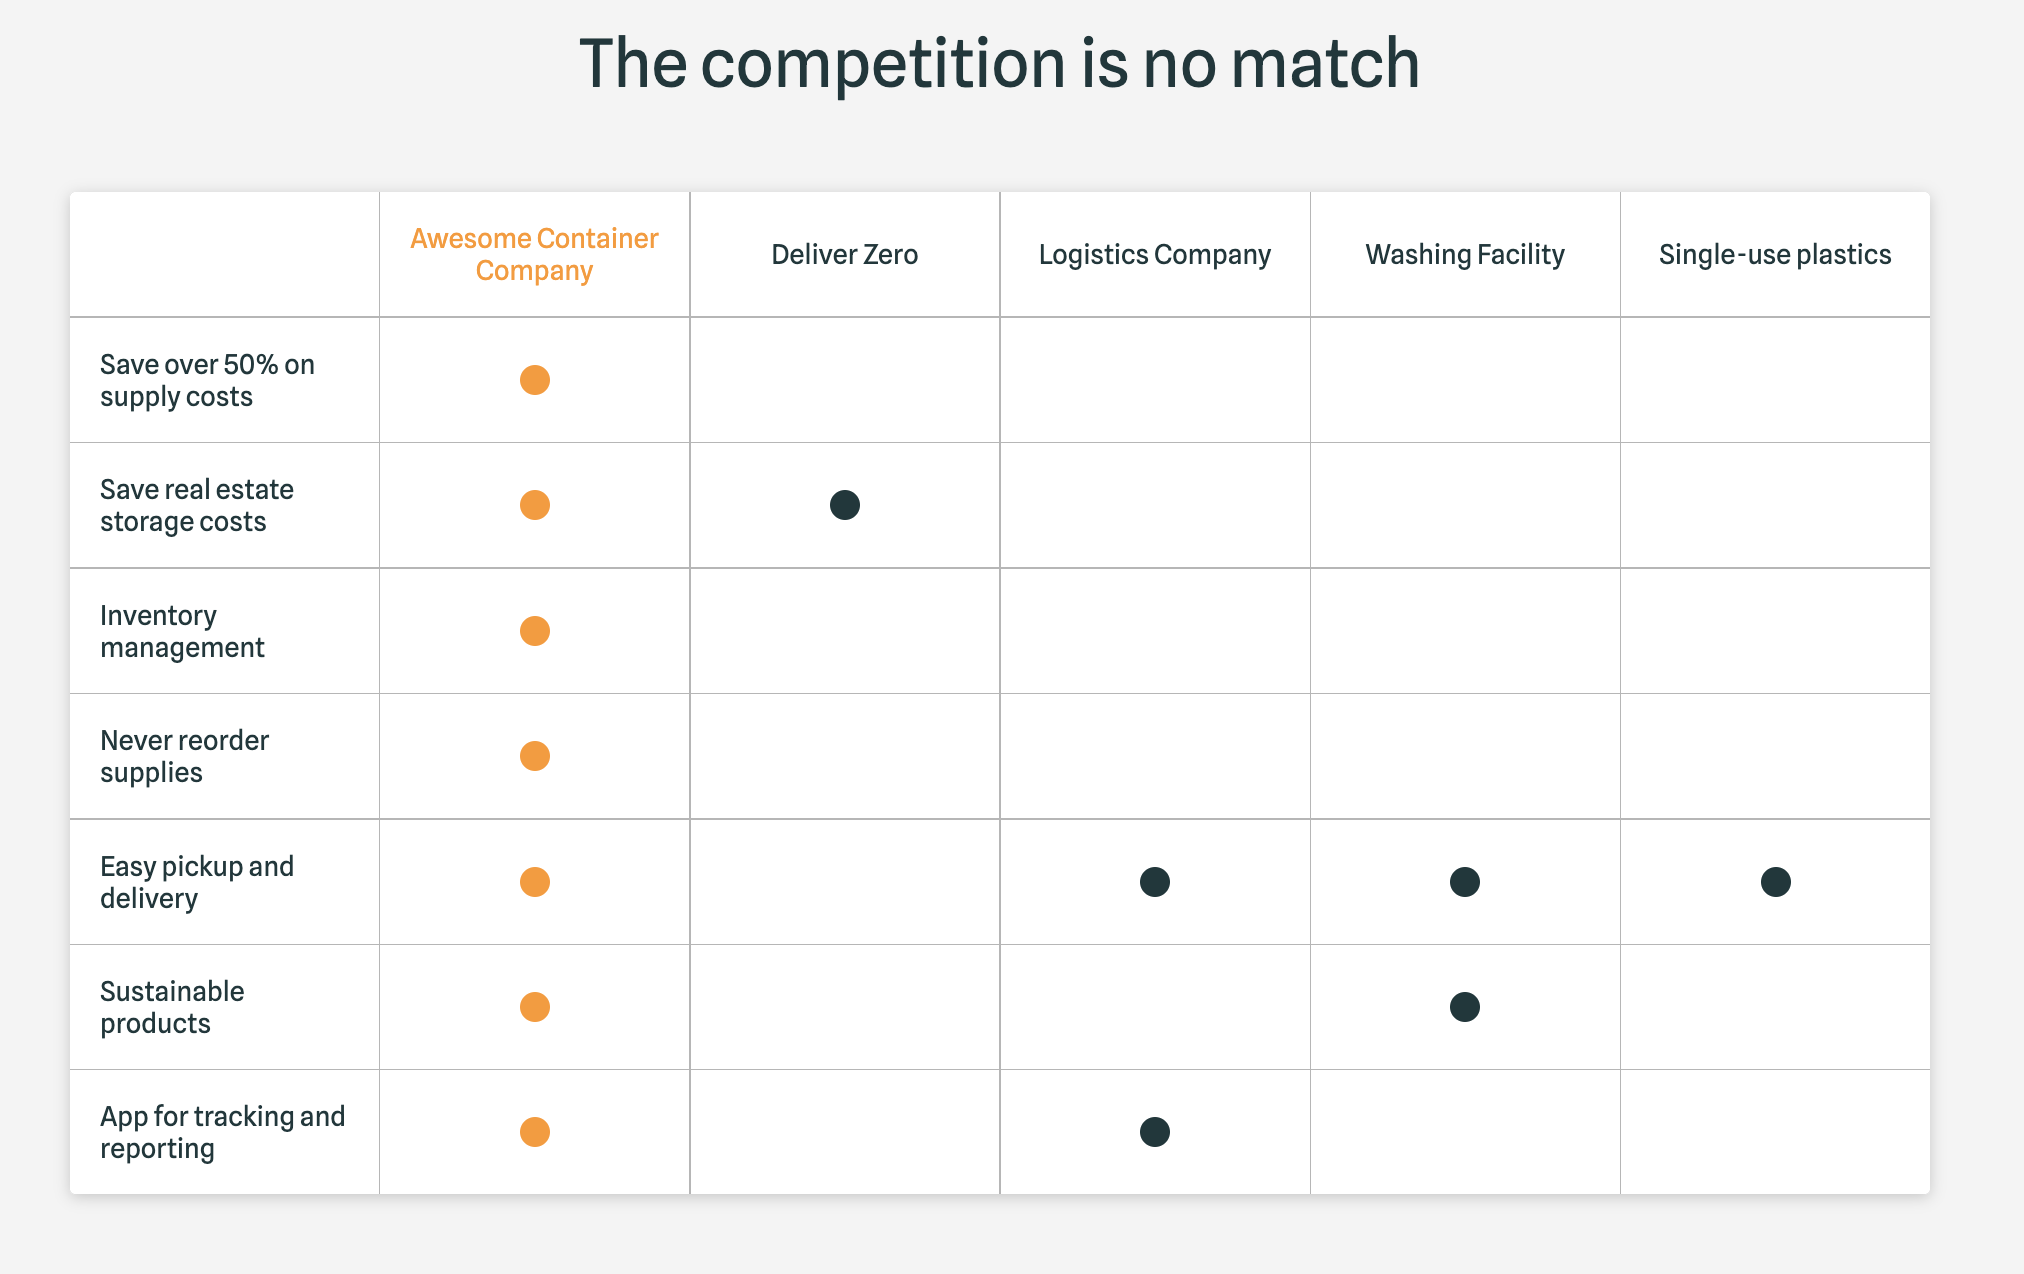 The competition is no match
Awesome Container
Company
Deliver Zero
Logistics Company
Washing Facility
Single-use plastics
Save over 50% on
supply costs
Save real estate
storage costs
Inventory
management
Never reorder
supplies
Easy pickup and
delivery
Sustainable
products
App for tracking and
reporting